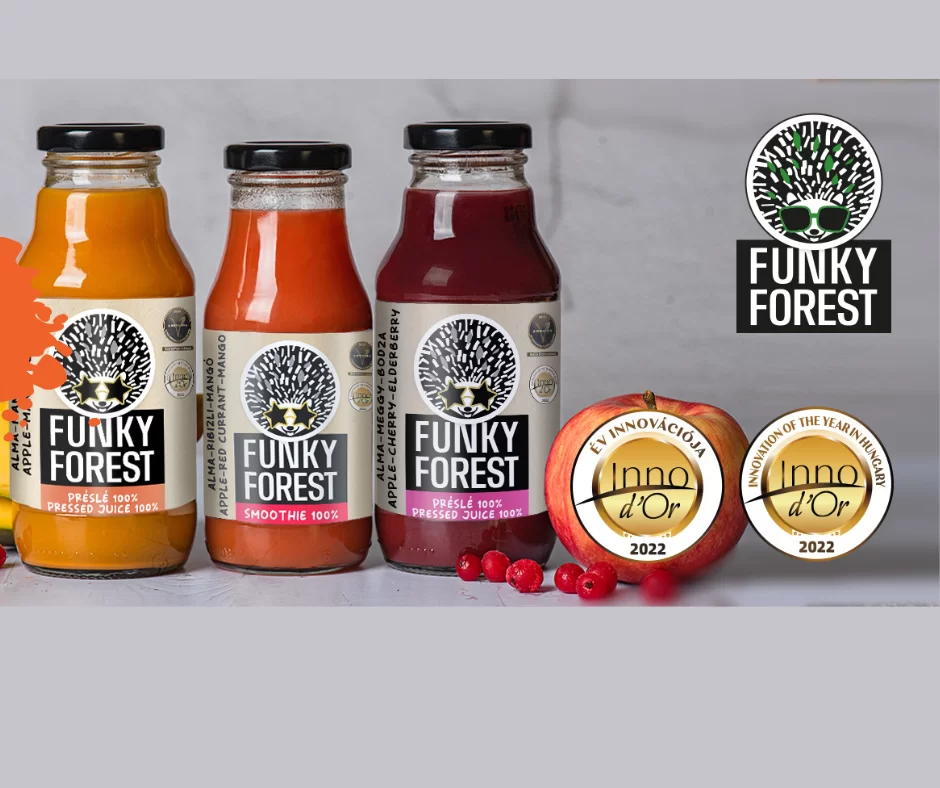 ALMA-M
APPLE-M
FUNKY
FOREST
PRÉSLÉ 100%
PRESSED JUICE 100%
ALMA-RIBIZLI-MANGÓ
APPLE-RED CURRANT-MANGO
FUNKY
FOREST
SMOOTHIE 100%
ALMA-MEGGY-BODZA
APPLE-CHERRY-ELDERBERRY
FUNKY
FOREST
PRÉSLÉ 100%
PRESSED JUICE 100%
Inno
d'Or
FUNKY
FOREST
ÉV INNOVÁCIÓJA
Inno
d'Or
2022
INNOVATION OF THE YEAR IN HUNGARY
Inno
d'Or
2022